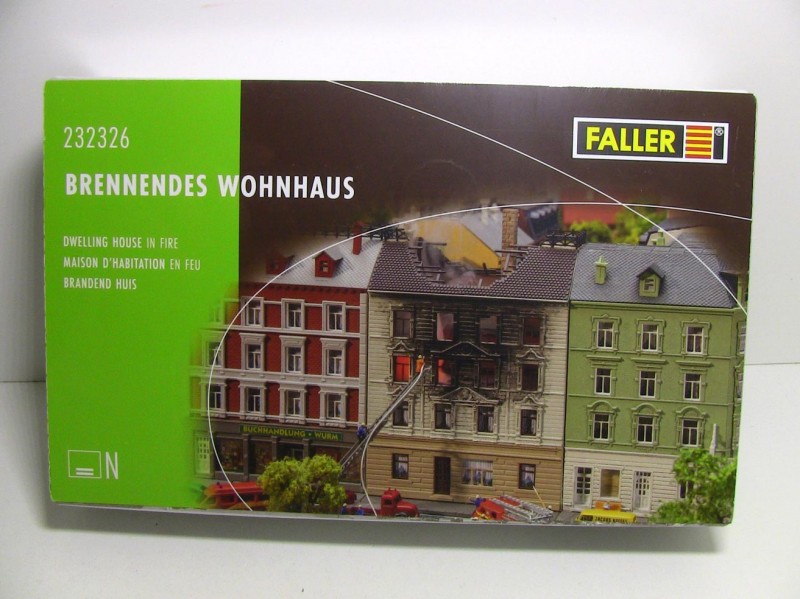 232326
BRENNENDES WOHNHAUS
DWELLING HOUSE IN FIRE
MAISON D'HABITATION EN FEU
BRANDEND HUIS
N
FALLER®
BUCHHANDLUNG • WURM